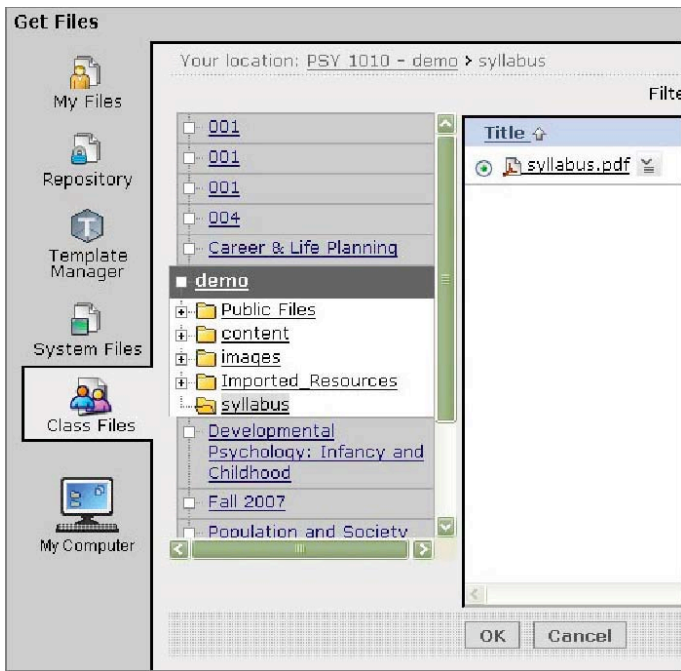 Get Files
My Files
Repository
Template
Manager
System Files
Class Files
My Computer
Your location: PSY 1010 - demo > syllabus
Filte
001
001
001
004
Career & Life Planning
demo
Public Files
content
images
Imported_Resources
syllabus
Developmental
Psychology: Infancy and
Childhood
Fall 2007
Population and Society
Title
syllabus.pdf
OK
Cancel